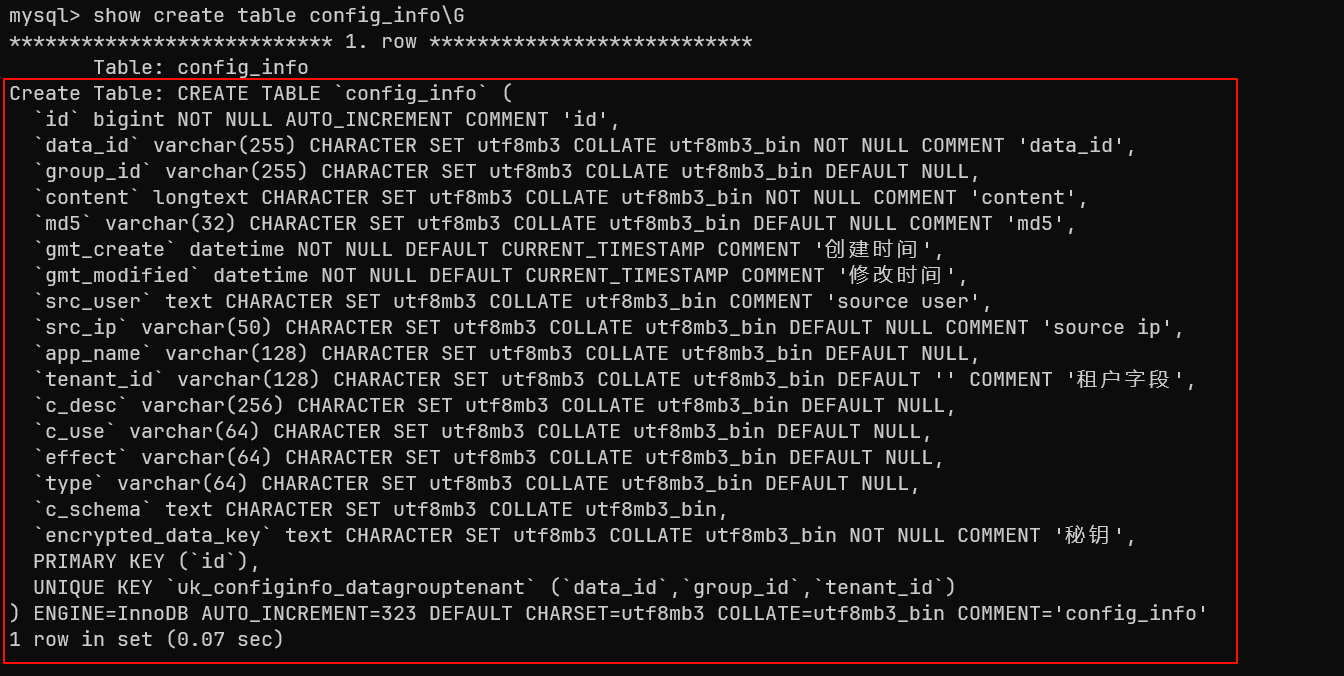 mysql> show create table config_info\G
*************************** 1. row ***************************
       Table: config_info
Create Table: CREATE TABLE `config_info` (
  `id` bigint NOT NULL AUTO_INCREMENT COMMENT 'id',
  `data_id` varchar(255) CHARACTER SET utf8mb3 COLLATE utf8mb3_bin NOT NULL COMMENT 'data_id',
  `group_id` varchar(255) CHARACTER SET utf8mb3 COLLATE utf8mb3_bin DEFAULT NULL,
  `content` longtext CHARACTER SET utf8mb3 COLLATE utf8mb3_bin NOT NULL COMMENT 'content',
  `md5` varchar(32) CHARACTER SET utf8mb3 COLLATE utf8mb3_bin DEFAULT NULL COMMENT 'md5',
  `gmt_create` datetime NOT NULL DEFAULT CURRENT_TIMESTAMP COMMENT '创建时间',
  `gmt_modified` datetime NOT NULL DEFAULT CURRENT_TIMESTAMP COMMENT '修改时间',
  `src_user` text CHARACTER SET utf8mb3 COLLATE utf8mb3_bin COMMENT 'source user',
  `src_ip` varchar(50) CHARACTER SET utf8mb3 COLLATE utf8mb3_bin DEFAULT NULL COMMENT 'source ip',
  `app_name` varchar(128) CHARACTER SET utf8mb3 COLLATE utf8mb3_bin DEFAULT NULL,
  `tenant_id` varchar(128) CHARACTER SET utf8mb3 COLLATE utf8mb3_bin DEFAULT '' COMMENT '租户字段',
  `c_desc` varchar(256) CHARACTER SET utf8mb3 COLLATE utf8mb3_bin DEFAULT NULL,
  `c_use` varchar(64) CHARACTER SET utf8mb3 COLLATE utf8mb3_bin DEFAULT NULL,
  `effect` varchar(64) CHARACTER SET utf8mb3 COLLATE utf8mb3_bin DEFAULT NULL,
  `type` varchar(64) CHARACTER SET utf8mb3 COLLATE utf8mb3_bin DEFAULT NULL,
  `c_schema` text CHARACTER SET utf8mb3 COLLATE utf8mb3_bin,
  `encrypted_data_key` text CHARACTER SET utf8mb3 COLLATE utf8mb3_bin NOT NULL COMMENT '秘钥',
  PRIMARY KEY (`id`),
  UNIQUE KEY `uk_configinfo_datagrouptenant` (`data_id`,`group_id`,`tenant_id`)
) ENGINE=InnoDB AUTO_INCREMENT=323 DEFAULT CHARSET=utf8mb3 COLLATE=utf8mb3_bin COMMENT='config_info'
1 row in set (0.07 sec)